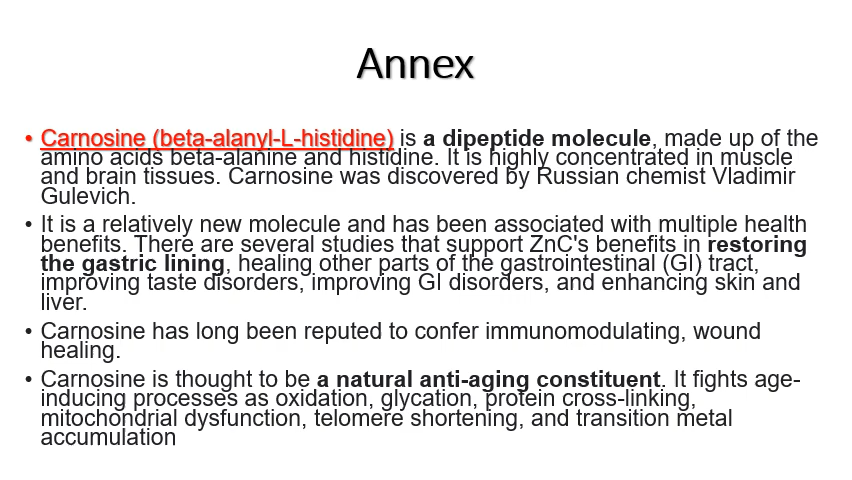 Annex
• Carnosine (beta-alanyl-L-histidine) is a dipeptide molecule, made up of the
amino acids beta-alanine and histidine. It is highly concentrated in muscle
and brain tissues. Carnosine was discovered by Russian chemist Vladimir
Gulevich.
• It is a relatively new molecule and has been associated with multiple health
benefits. There are several studies that support ZnC's benefits in restoring
the gastric lining, healing other parts of the gastrointestinal (GI) tract,
improving taste disorders, improving GI disorders, and enhancing skin and
liver.
• Carnosine has long been reputed to confer immunomodulating, wound
healing.
• Carnosine is thought to be a natural anti-aging constituent. It fights age-
inducing processes as oxidation, glycation, protein cross-linking,
mitochondrial dysfunction, telomere shortening, and transition metal
accumulation